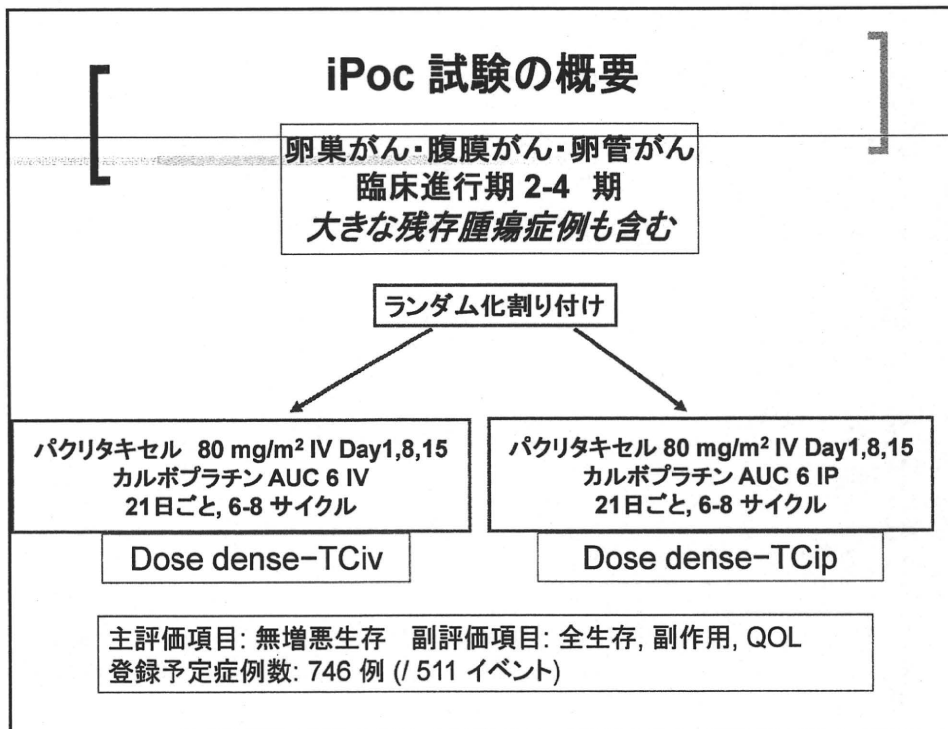 iPoc 試験の概要
卵巣がん・腹膜がん・卵管がん
臨床進行期 2-4 期
大きな残存腫瘍症例も含む
ランダム化割り付け
パクリタキセル 80 mg/m² IV Day1,8,15
カルボプラチン AUC 6 IV
21日ごと, 6-8 サイクル
Dose dense-TCiv
パクリタキセル 80 mg/m² IV Day1,8,15
カルボプラチン AUC 6 IP
21日ごと, 6-8 サイクル
Dose dense-TCip
主評価項目: 無増悪生存 副評価項目: 全生存, 副作用, QOL
登録予定症例数: 746 例 (/ 511 イベント)